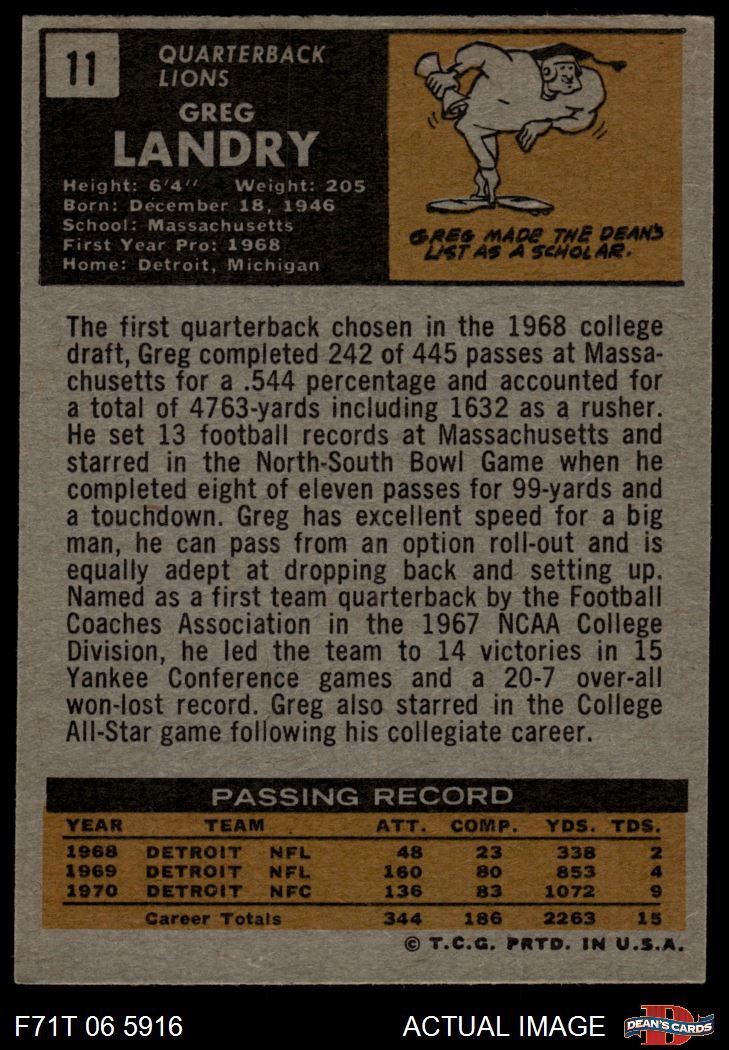 11
QUARTERBACK
LIONS
GREG
LANDRY
Height: 6'4" Weight: 205
Born: December 18, 1946
School: Massachusetts
First Year Pro: 1968
Home: Detroit, Michigan
GREG MADE THE DEAN'S
LIST AS A SCHOLAR.
The first quarterback chosen in the 1968 college
draft, Greg completed 242 of 445 passes at Massa-
chusetts for a .544 percentage and accounted for
a total of 4763-yards including 1632 as a rusher.
He set 13 football records at Massachusetts and
starred in the North-South Bowl Game when he
completed eight of eleven passes for 99-yards and
a touchdown. Greg has excellent speed for a big
man, he can pass from an option roll-out and is
equally adept at dropping back and setting up.
Named as a first team quarterback by the Football
Coaches Association in the 1967 NCAA College
Division, he led the team to 14 victories in 15
Yankee Conference games and a 20-7 over-all
won-lost record. Greg also starred in the College
All-Star game following his collegiate career.
PASSING RECORD
YEAR TEAM ATT. COMP. YDS. TDS.
1968 DETROIT NFL 48 23 338 2
1969 DETROIT NFL 160 80 853 4
1970 DETROIT NFC 136 83 1072 9
Career Totals 344 186 2263 15
© T.C.G. PRTD. IN U.S.A.
F71T 06 5916 ACTUAL IMAGE D DEAN'S CARDS